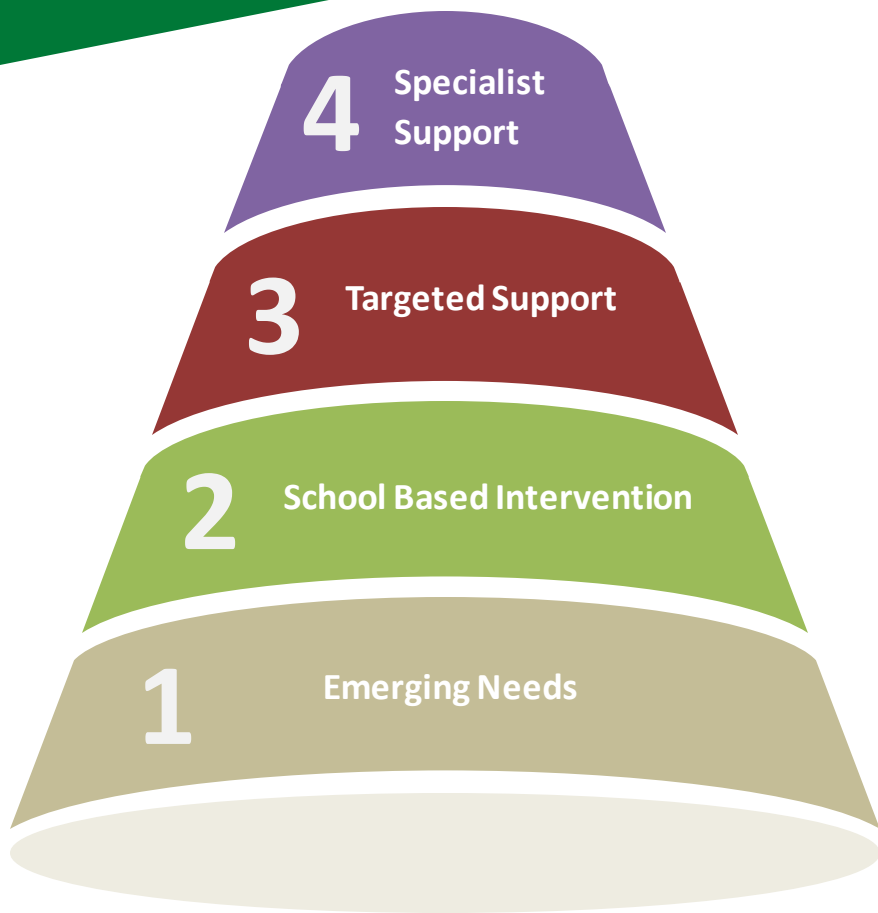 4
Specialist
Support
3
Targeted Support
2
School Based Intervention
1
Emerging Needs